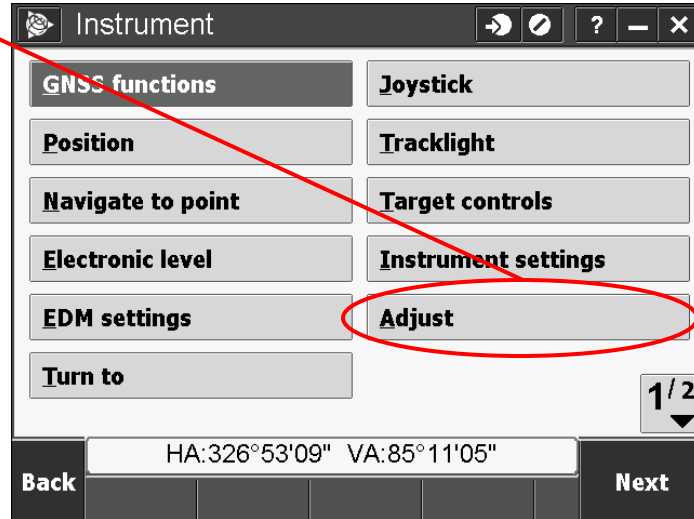 Instrument
?
GNSS functions
Joystick
Position
Tracklight
Navigate to point
Target controls
Electronic level
Instrument settings
EDM settings
Adjust
Turn to
1/2
HA:326°53'09" VA:85°11'05"
Back
Next